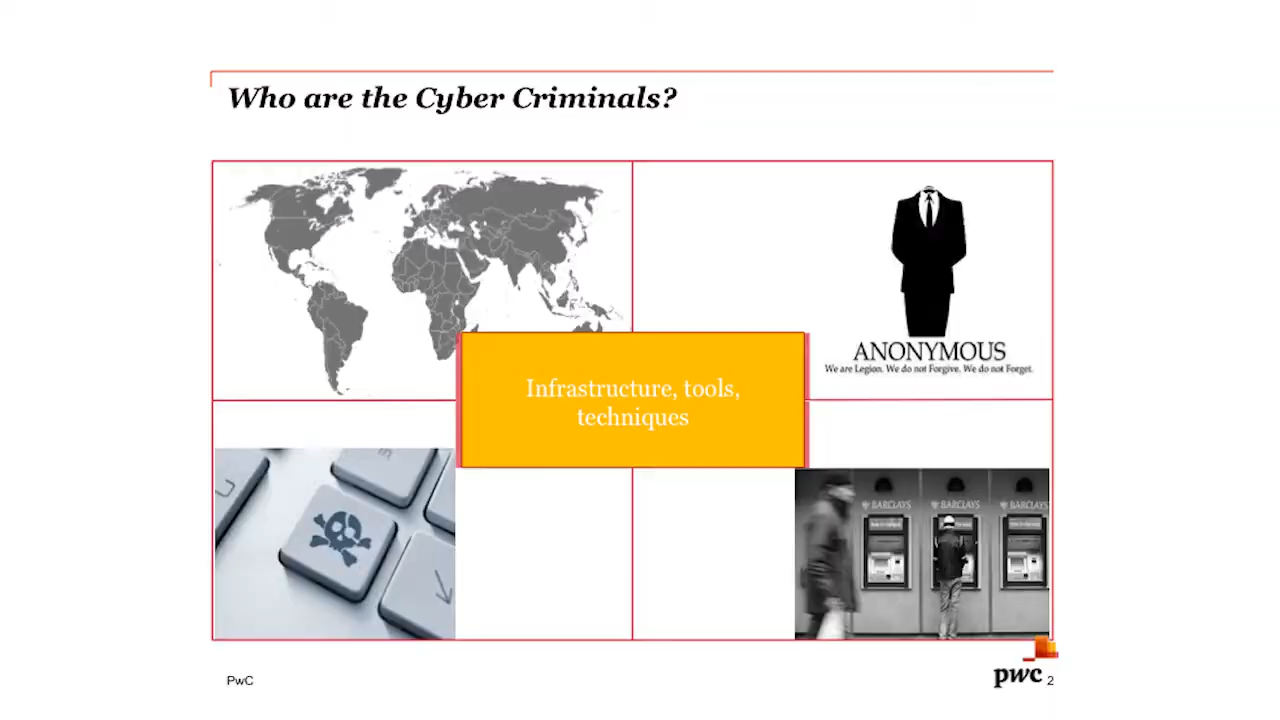 Who are the Cyber Criminals?
ANONYMOUS
We are Legion. We do not Forgive. We do not Forget.
Infrastructure, tools,
techniques
BARCLAYS
BARCLAYS
BARCLAYS
PwC
pwc
2